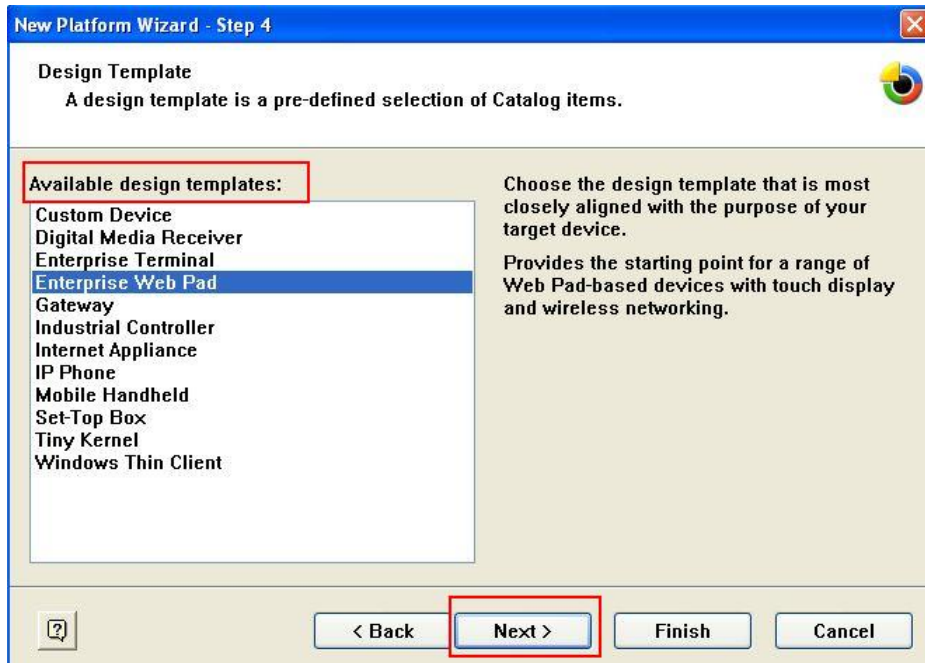 New Platform Wizard - Step 4
Design Template
A design template is a pre-defined selection of Catalog items.
Available design templates:
Custom Device
Digital Media Receiver
Enterprise Terminal
Enterprise Web Pad
Gateway
Industrial Controller
Internet Appliance
IP Phone
Mobile Handheld
Set-Top Box
Tiny Kernel
Windows Thin Client
Choose the design template that is most
closely aligned with the purpose of your
target device.
Provides the starting point for a range of
Web Pad-based devices with touch display
and wireless networking.
?
< Back
Next >
Finish
Cancel